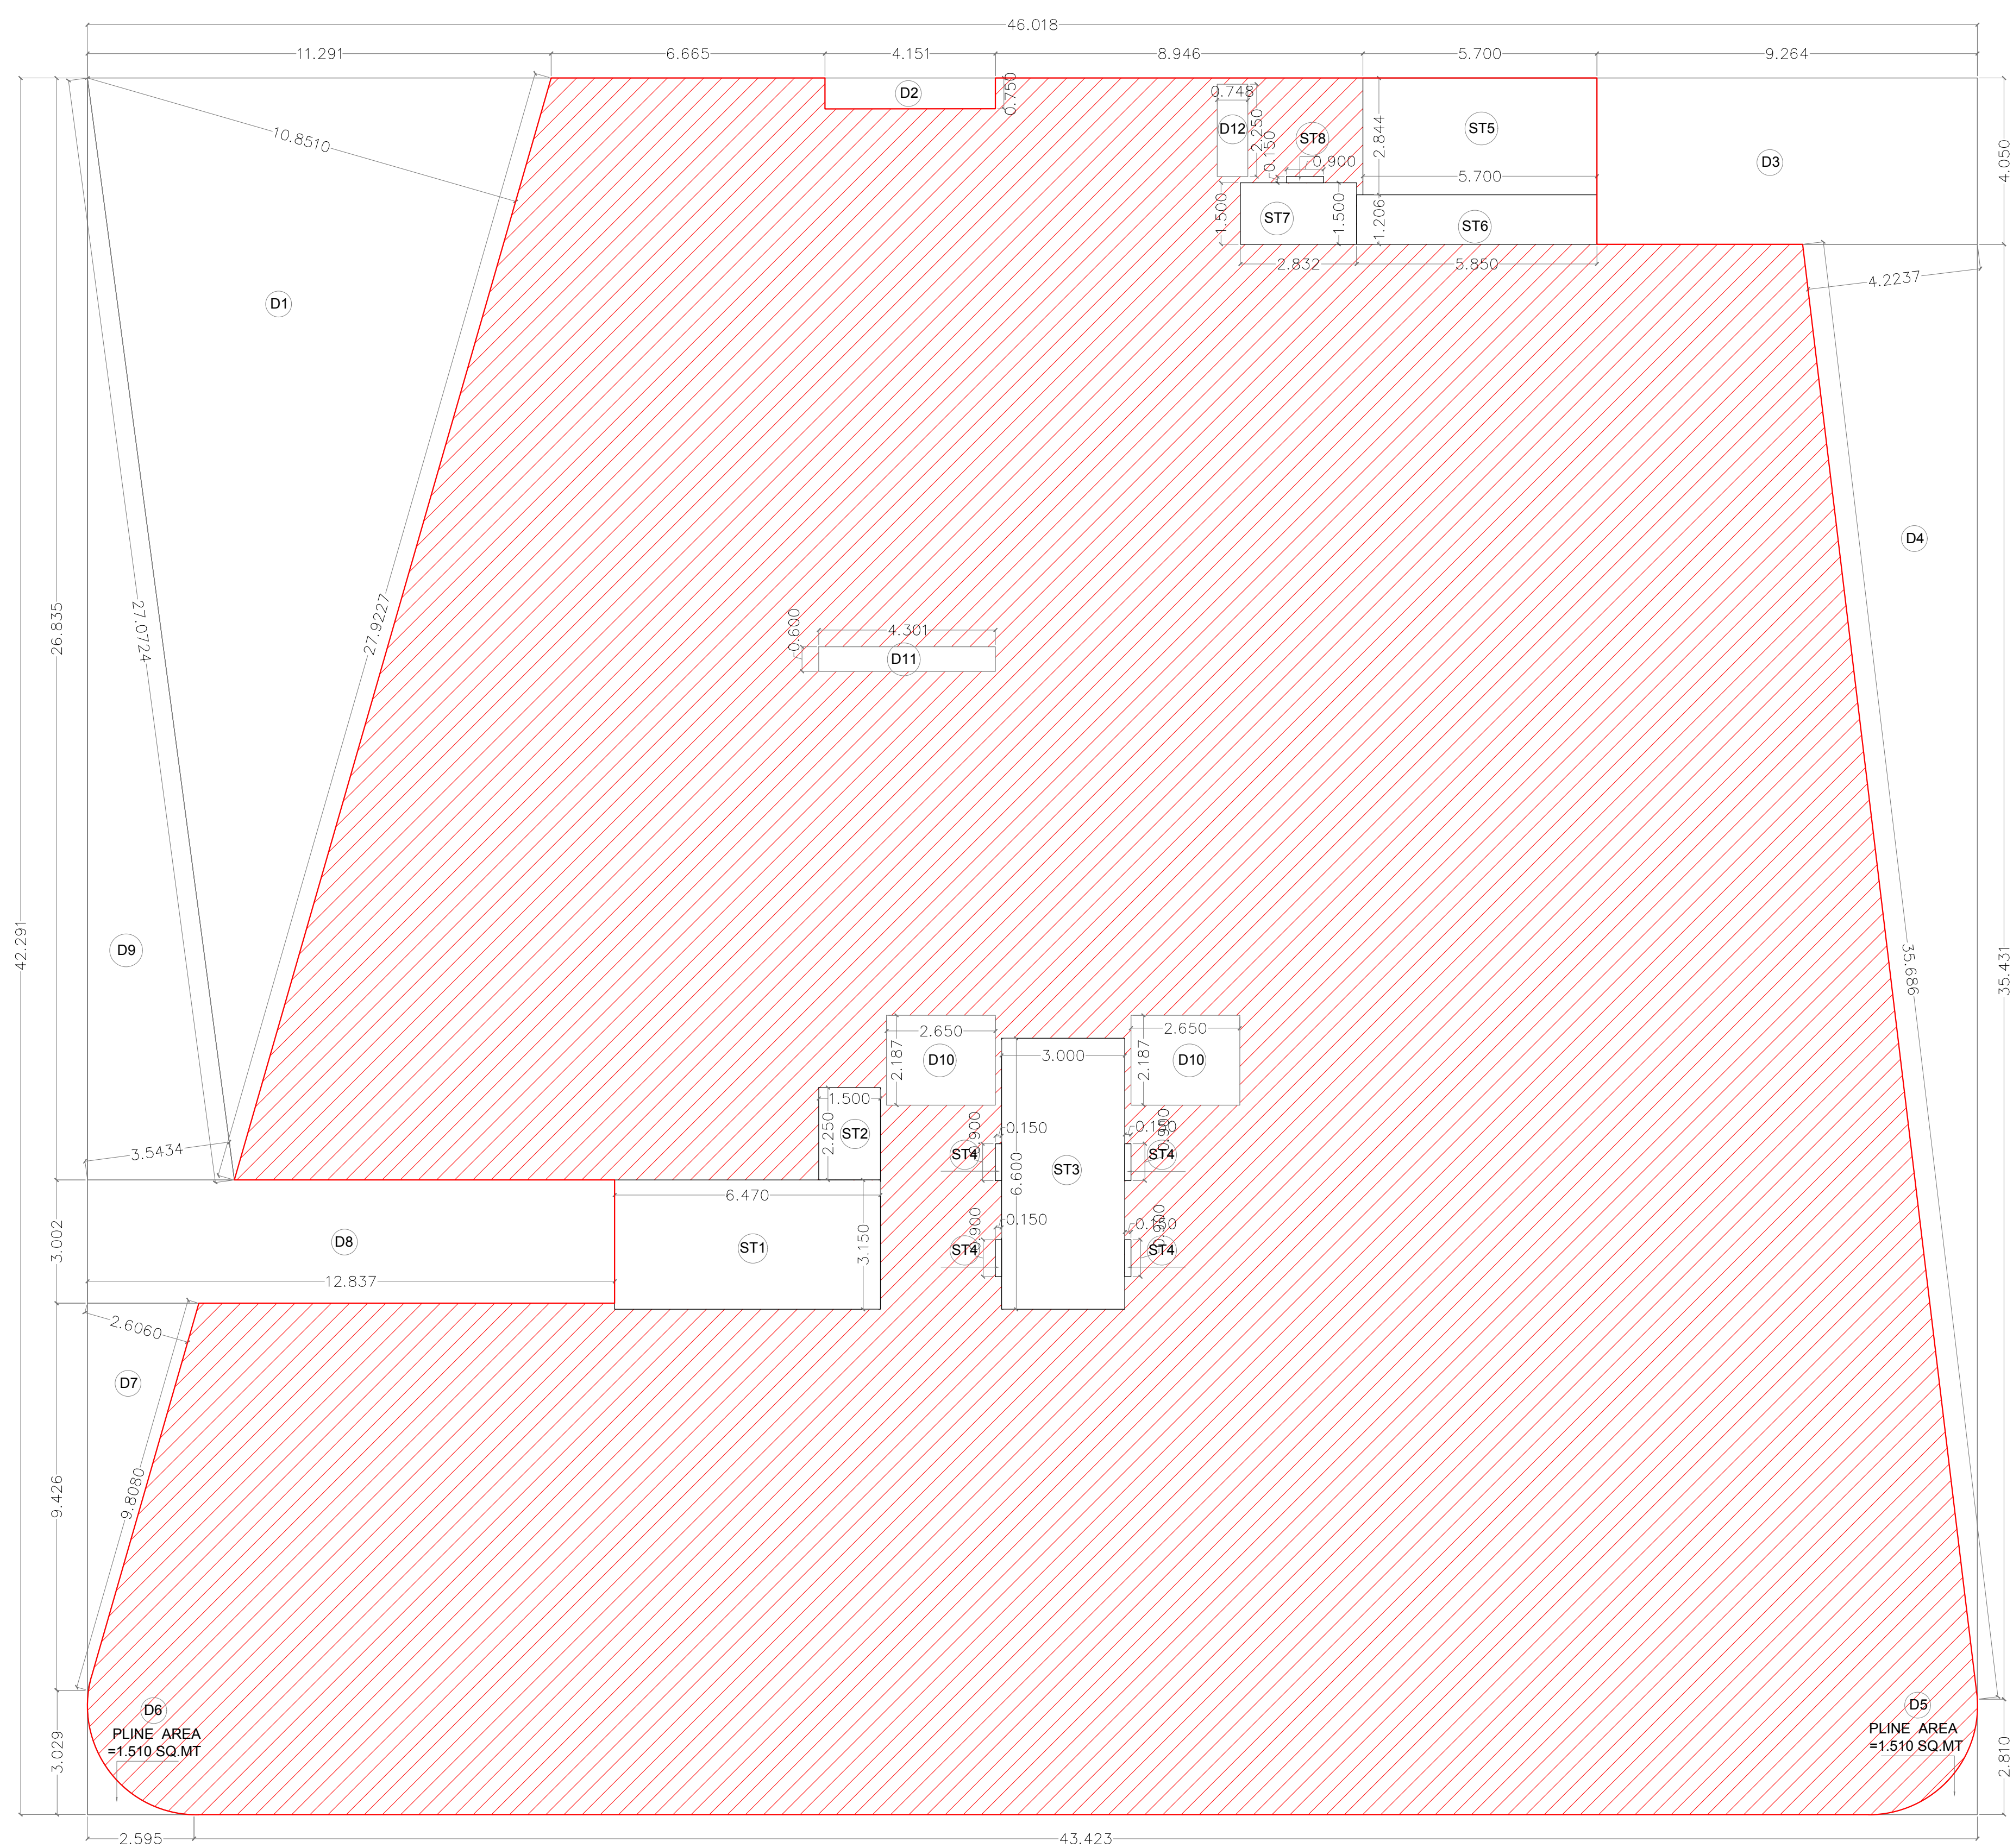 46.018
11.291
6.665
4.151
8.946
5.700
9.264
D2
0.750
0.748
D12
2.250
0.150
ST8
0.900
2.844
ST5
D3
4.050
10.8510
5.700
1.500
ST7
1.500
1.206
ST6
2.832
5.850
4.2237
D1
D4
26.835
27.0724
27.9227
0.600
4.301
D11
42.291
D9
35.686
35.431
2.650
2.187
D10
3.000
2.650
2.187
D10
1.500
2.250
ST2
0.900
0.150
ST4
6.600
ST3
0.150
0.900
ST4
3.5434
6.470
3.002
D8
ST1
3.150
0.900
0.150
ST4
0.150
0.900
ST4
12.837
2.6060
D7
9.8080
9.426
D6
PLINE AREA
=1.510 SQ.MT
D5
PLINE AREA
=1.510 SQ.MT
3.029
2.810
2.595
43.423